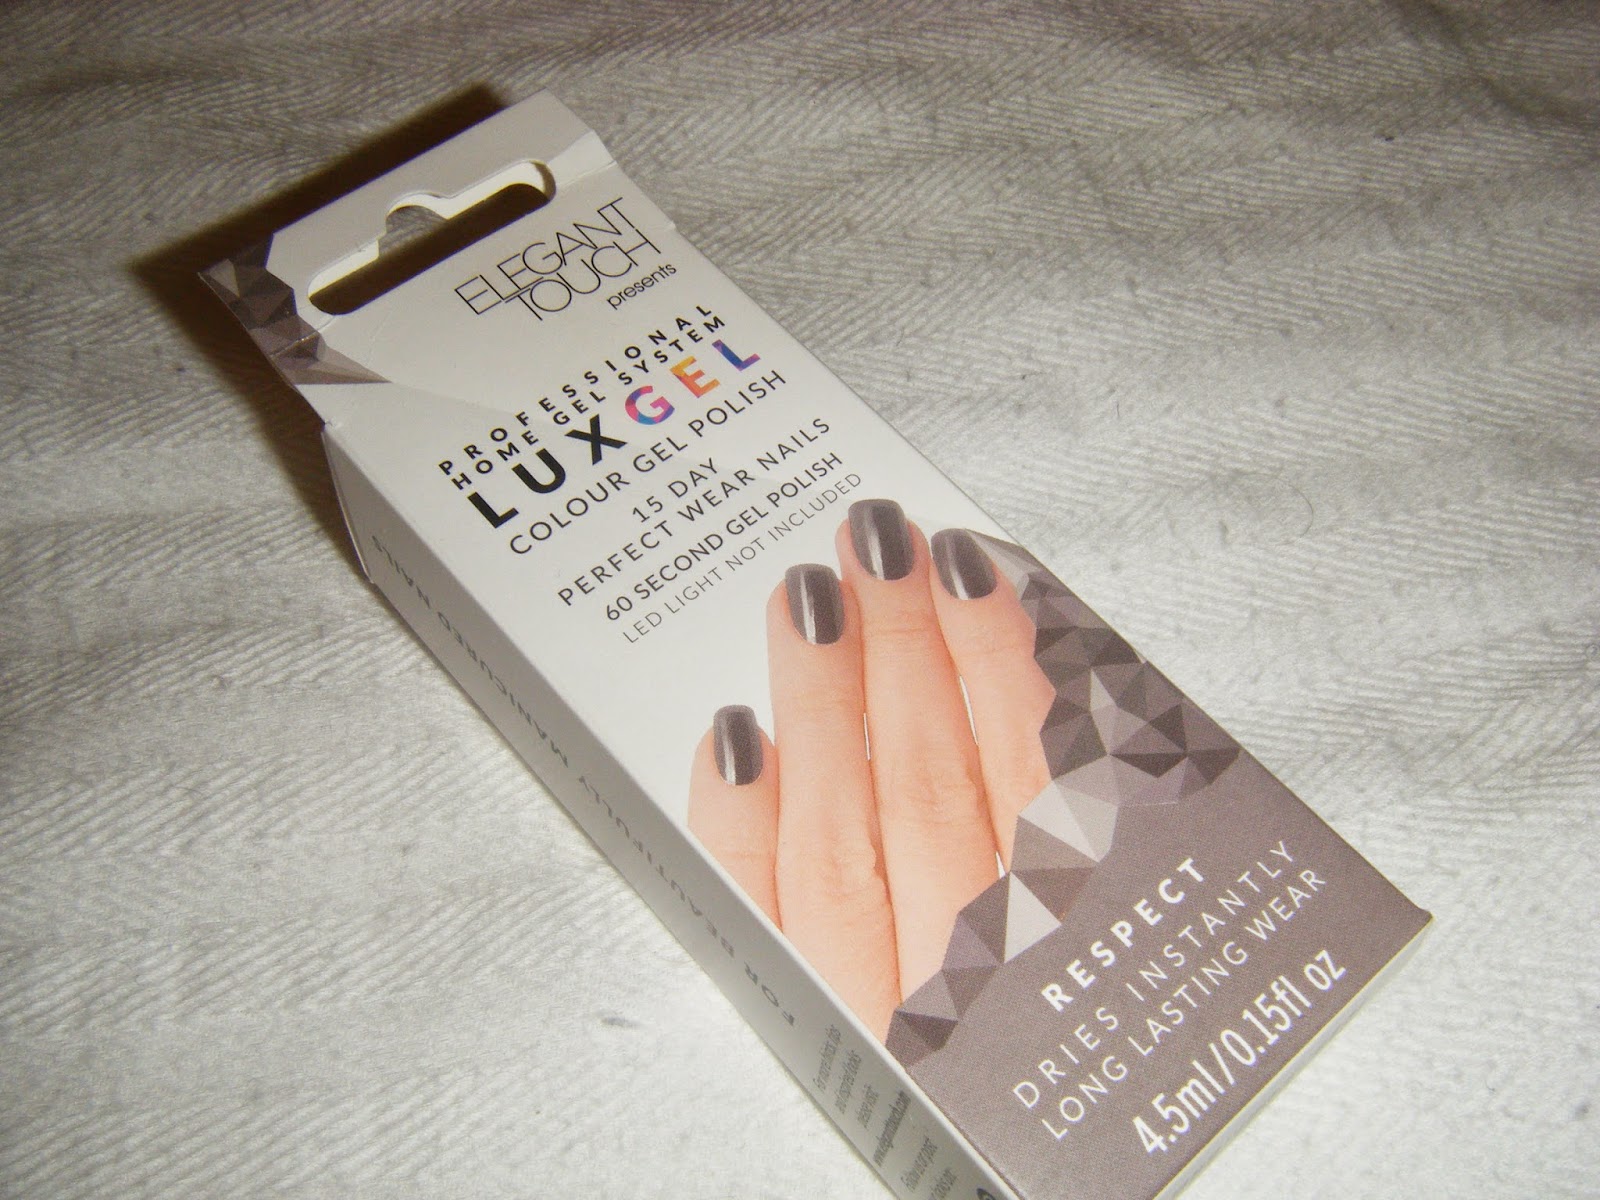 ELEGANT
TOUCH
presents
PROFESSIONAL
HOME GEL SYSTEM
LUXGEL
COLOUR GEL POLISH
15 DAY
PERFECT WEAR NAILS
60 SECOND GEL POLISH
LED LIGHT NOT INCLUDED
RESPECT
DRIES INSTANTLY
LONG LASTING WEAR
4.5ml/0.15fl oz
FOR BEAUTIFULLY MANICURED NAILS